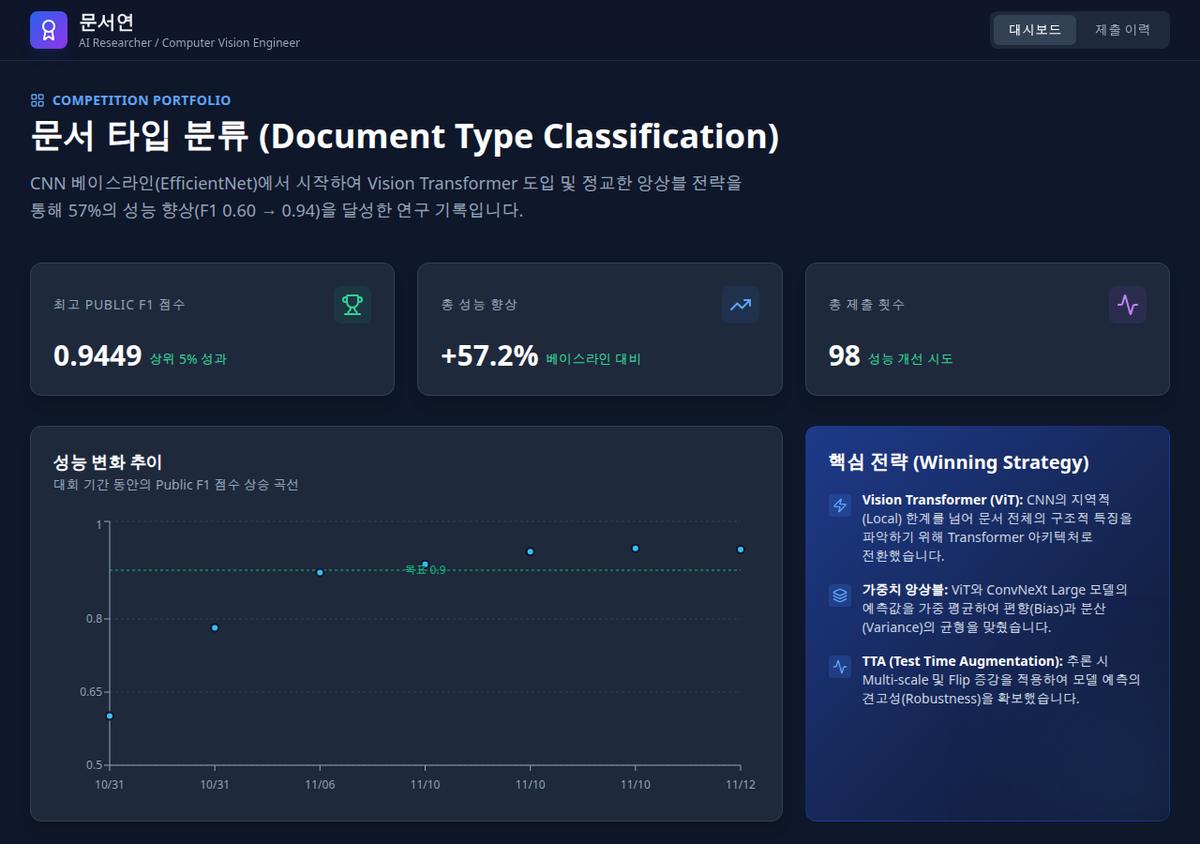 문서연
AI Researcher / Computer Vision Engineer
대시보드
제출 이력
COMPETITION PORTFOLIO
문서 타입 분류 (Document Type Classification)
CNN 베이스라인(EfficientNet)에서 시작하여 Vision Transformer 도입 및 정교한 앙상블 전략을
통해 57%의 성능 향상(F1 0.60 → 0.94)을 달성한 연구 기록입니다.
최고 PUBLIC F1 점수
0.9449 상위 5% 성과
총 성능 향상
+57.2% 베이스라인 대비
총 제출 횟수
98 성능 개선 시도
성능 변화 추이
대회 기간 동안의 Public F1 점수 상승 곡선
1
목표 0.9
0.8
0.65
0.5
10/31 10/31 11/06 11/10 11/10 11/10 11/12
핵심 전략 (Winning Strategy)
Vision Transformer (ViT): CNN의 지역적
(Local) 한계를 넘어 문서 전체의 구조적 특징을
파악하기 위해 Transformer 아키텍처로
전환했습니다.
가중치 앙상블: ViT와 ConvNeXt Large 모델의
예측값을 가중 평균하여 편향(Bias)과 분산
(Variance)의 균형을 맞췄습니다.
TTA (Test Time Augmentation): 추론 시
Multi-scale 및 Flip 증강을 적용하여 모델 예측의
견고성(Robustness)을 확보했습니다.